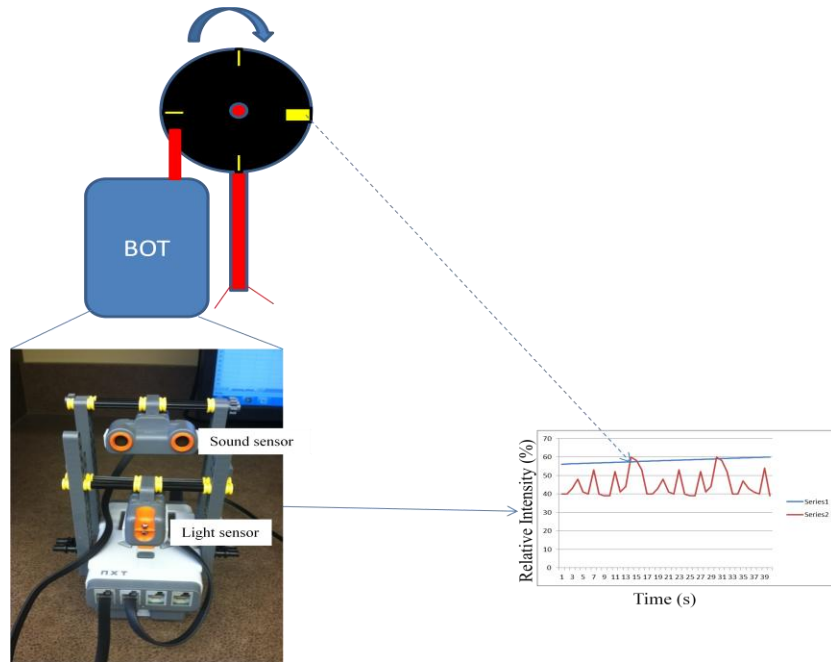 BOT
Sound sensor
Light sensor
nXT
Relative Intensity (%)
70
60
50
40
30
20
10
0
1 3 5 7 9 11 13 15 17 19 21 23 25 27 29 31 33 35 37 39
Time (s)
Series1
Series2